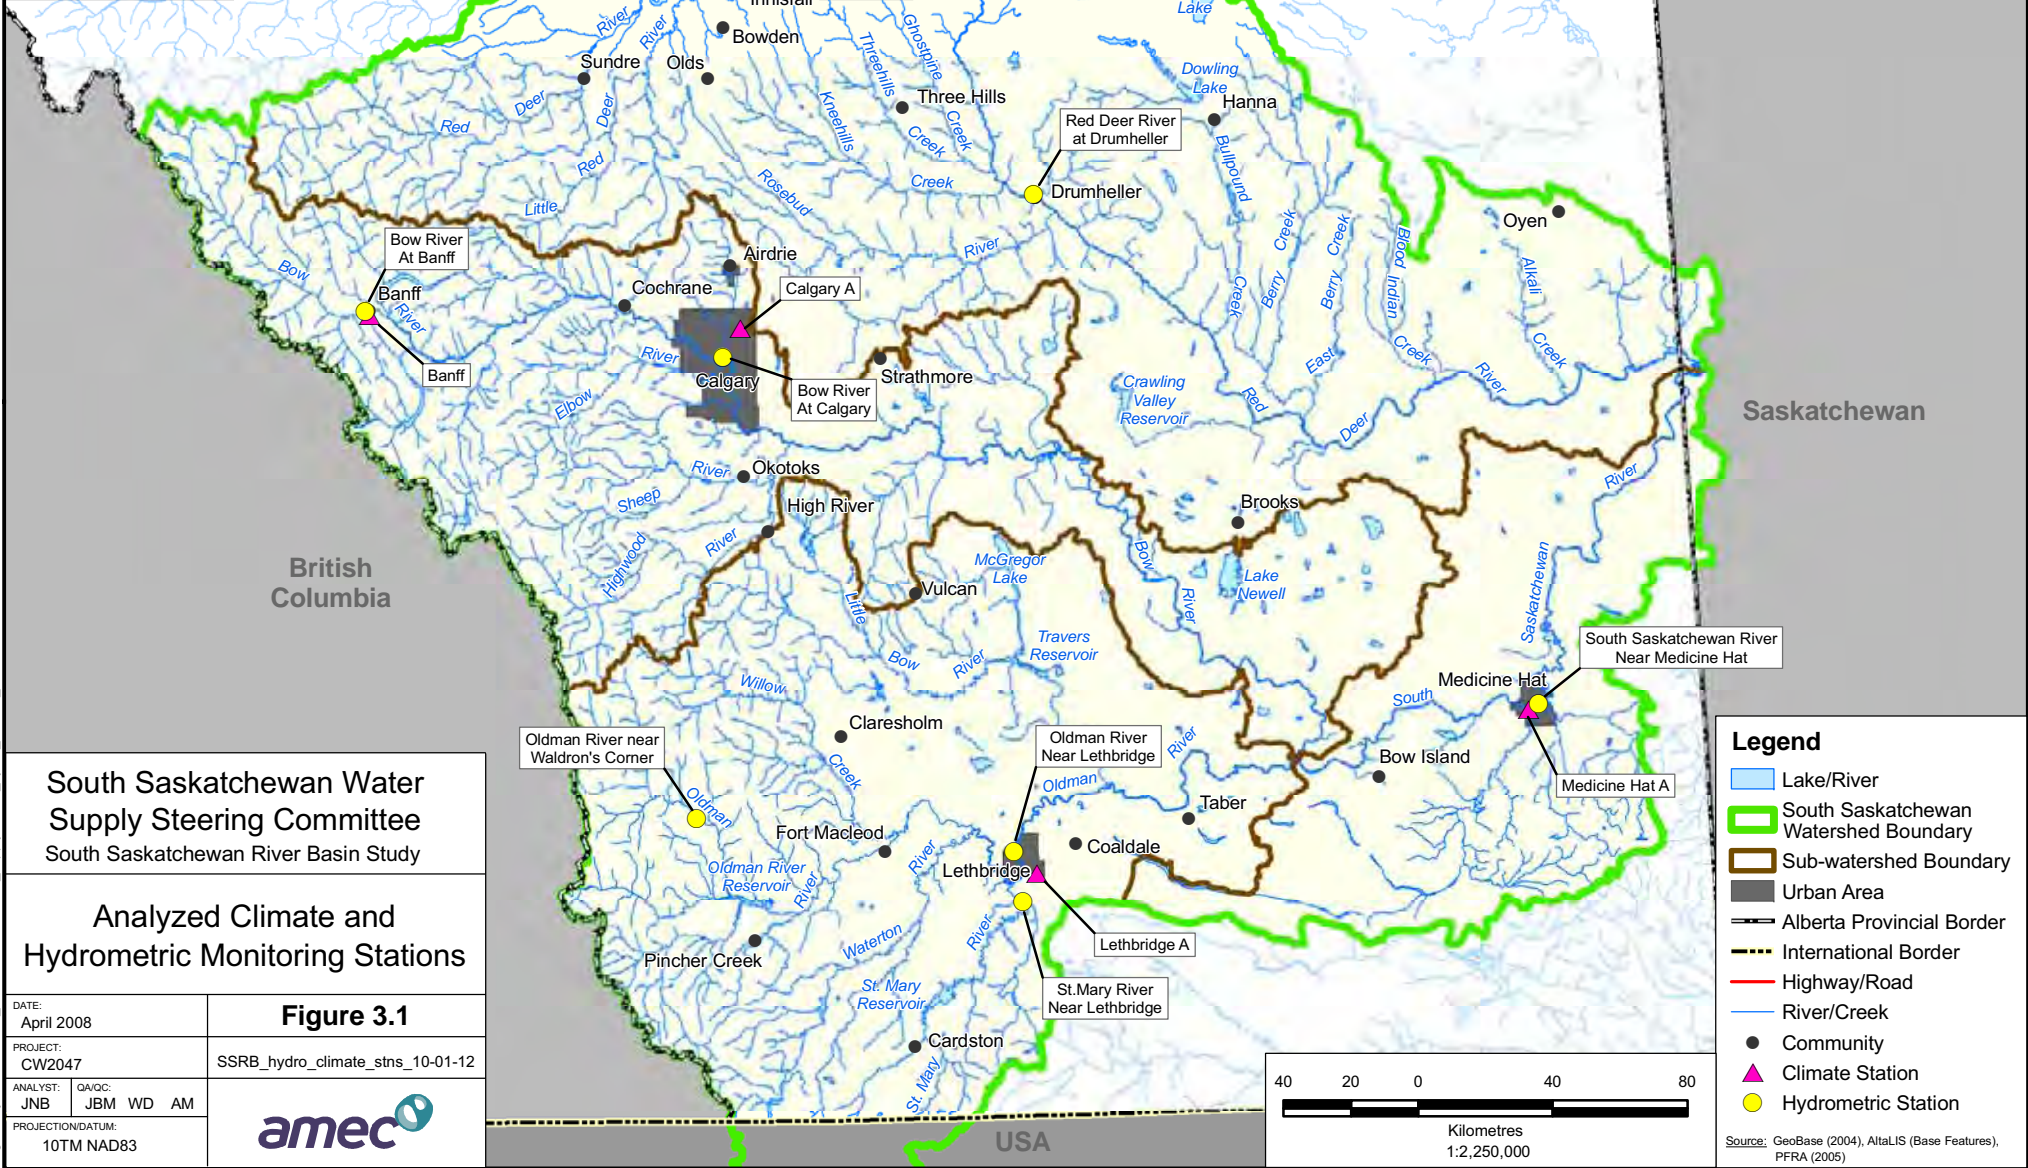 Innisfail
Bowden
Sundre
Olds
Three Hills
Hanna
Drumheller
Oyen
Airdrie
Cochrane
Banff
Calgary
Strathmore
Okotoks
High River
Brooks
Vulcan
Claresholm
Medicine Hat
Bow Island
Taber
Coaldale
Fort Macleod
Lethbridge
Pincher Creek
Cardston
Red Deer River
at Drumheller
Bow River
At Banff
Banff
Calgary A
Bow River
At Calgary
South Saskatchewan River
Near Medicine Hat
Medicine Hat A
Oldman River near
Waldron's Corner
Oldman River
Near Lethbridge
Lethbridge A
St.Mary River
Near Lethbridge
River
River
Lake
Red
Deer
Deer
Red
Little
Kneehills
Threehills
Creek
Ghostpine
Creek
Creek
Rosebud
River
Dowling
Lake
Bullpound
Creek
Berry
Creek
Berry
Creek
East
Blood
Indian
Creek
Alkali
Creek
River
Red
Deer
Crawling
Valley
Reservoir
Bow
River
River
Elbow
River
Sheep
Highwood
River
McGregor
Lake
Little
Bow
River
Travers
Reservoir
Bow
River
Lake
Newell
River
Saskatchewan
South
Willow
Creek
Oldman
Oldman
River
River
Oldman River
Reservoir
River
Waterton
River
St. Mary
Reservoir
St. Mary
British
Columbia
Saskatchewan
USA
South Saskatchewan Water
Supply Steering Committee
South Saskatchewan River Basin Study
Analyzed Climate and
Hydrometric Monitoring Stations
DATE:
April 2008
Figure 3.1
PROJECT:
CW2047
SSRB_hydro_climate_stns_10-01-12
ANALYST:
JNB
QA/QC:
JBM WD AM
PROJECTION/DATUM:
10TM NAD83
amec
40 20 0 40 80
Kilometres
1:2,250,000
Legend
Lake/River
South Saskatchewan
Watershed Boundary
Sub-watershed Boundary
Urban Area
Alberta Provincial Border
International Border
Highway/Road
River/Creek
Community
Climate Station
Hydrometric Station
Source: GeoBase (2004), AltaLIS (Base Features),
PFRA (2005)